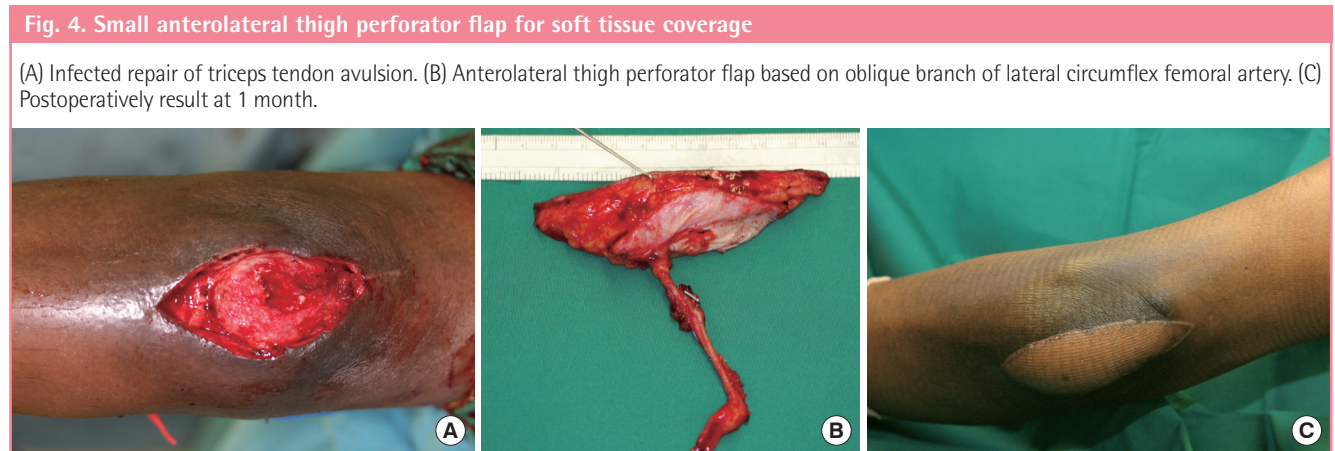 Fig. 4. Small anterolateral thigh perforator flap for soft tissue coverage
(A) Infected repair of triceps tendon avulsion. (B) Anterolateral thigh perforator flap based on oblique branch of lateral circumflex femoral artery. (C)
Postoperatively result at 1 month.
A
B
C